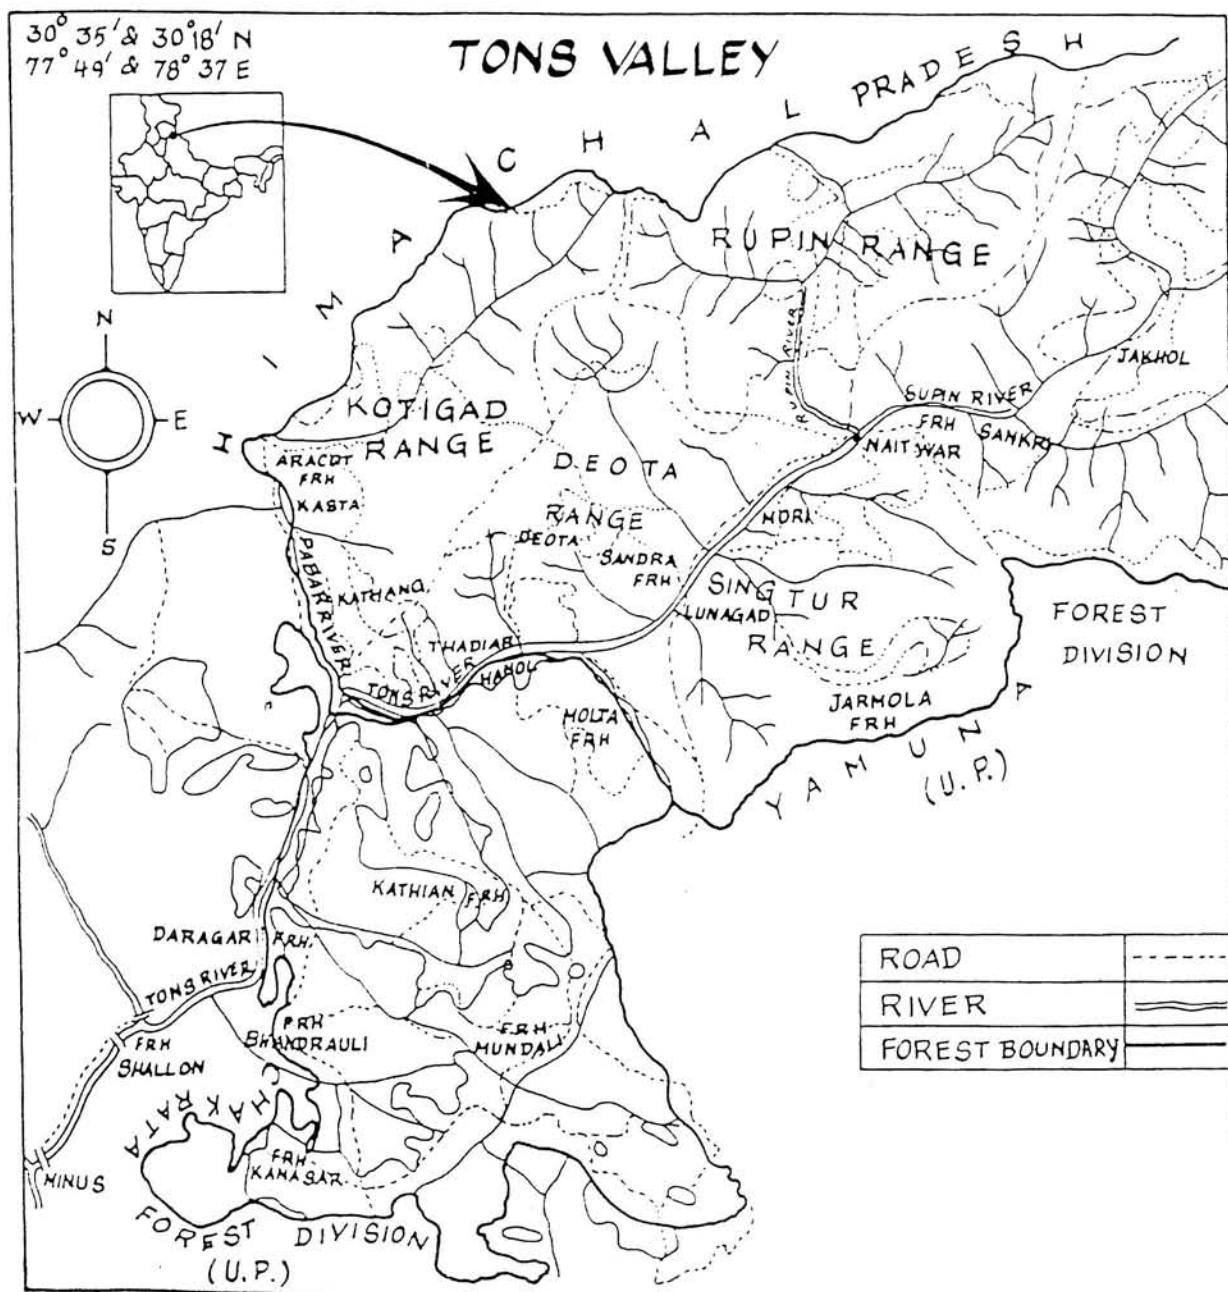 30° 35' & 30° 18' N
77° 49' & 78° 37 E
TONS VALLEY
HIMACHAL PRADESH
N
W
E
S
RUPIN RANGE
RUPIN RIVER
JAKHOL
SUPIN RIVER
FRH
SANKRI
NAITWAR
KOTIGAD
RANGE
ARACOT
FRH
KASTA
DEOTA
RANGE
DEOTA
MORI
SANDRA
FRH
SINGTUR
RANGE
LUNAGAD
PABAR RIVER
KATHANG
THADIAR
TONS RIVER
HANOL
MOLTA
FRH
JARMOLA
FRH
YAMUNA
(U.P.)
FOREST
DIVISION
KATHIAN
FRH
DARAGAR
FRH
TONS RIVER
FRH
BHANDRAULI
FRH
MUNDALI
FRH
SHALLON
MINUS
CHAKRATA
FRH
KANASAR
FOREST DIVISION
(U.P.)
ROAD
RIVER
FOREST BOUNDARY